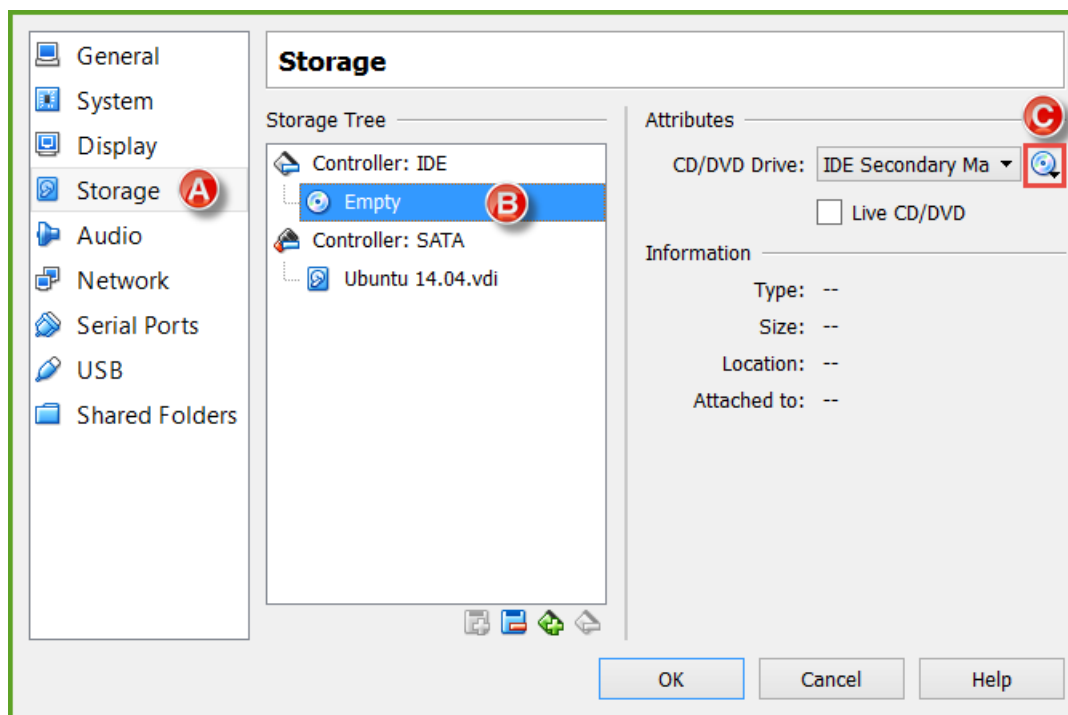 General
System
Display
Storage A
Audio
Network
Serial Ports
USB
Shared Folders
Storage
Storage Tree
Controller: IDE
Empty B
Controller: SATA
Ubuntu 14.04.vdi
Attributes C
CD/DVD Drive: IDE Secondary Ma
Live CD/DVD
Information
Type: --
Size: --
Location: --
Attached to: --
OK Cancel Help